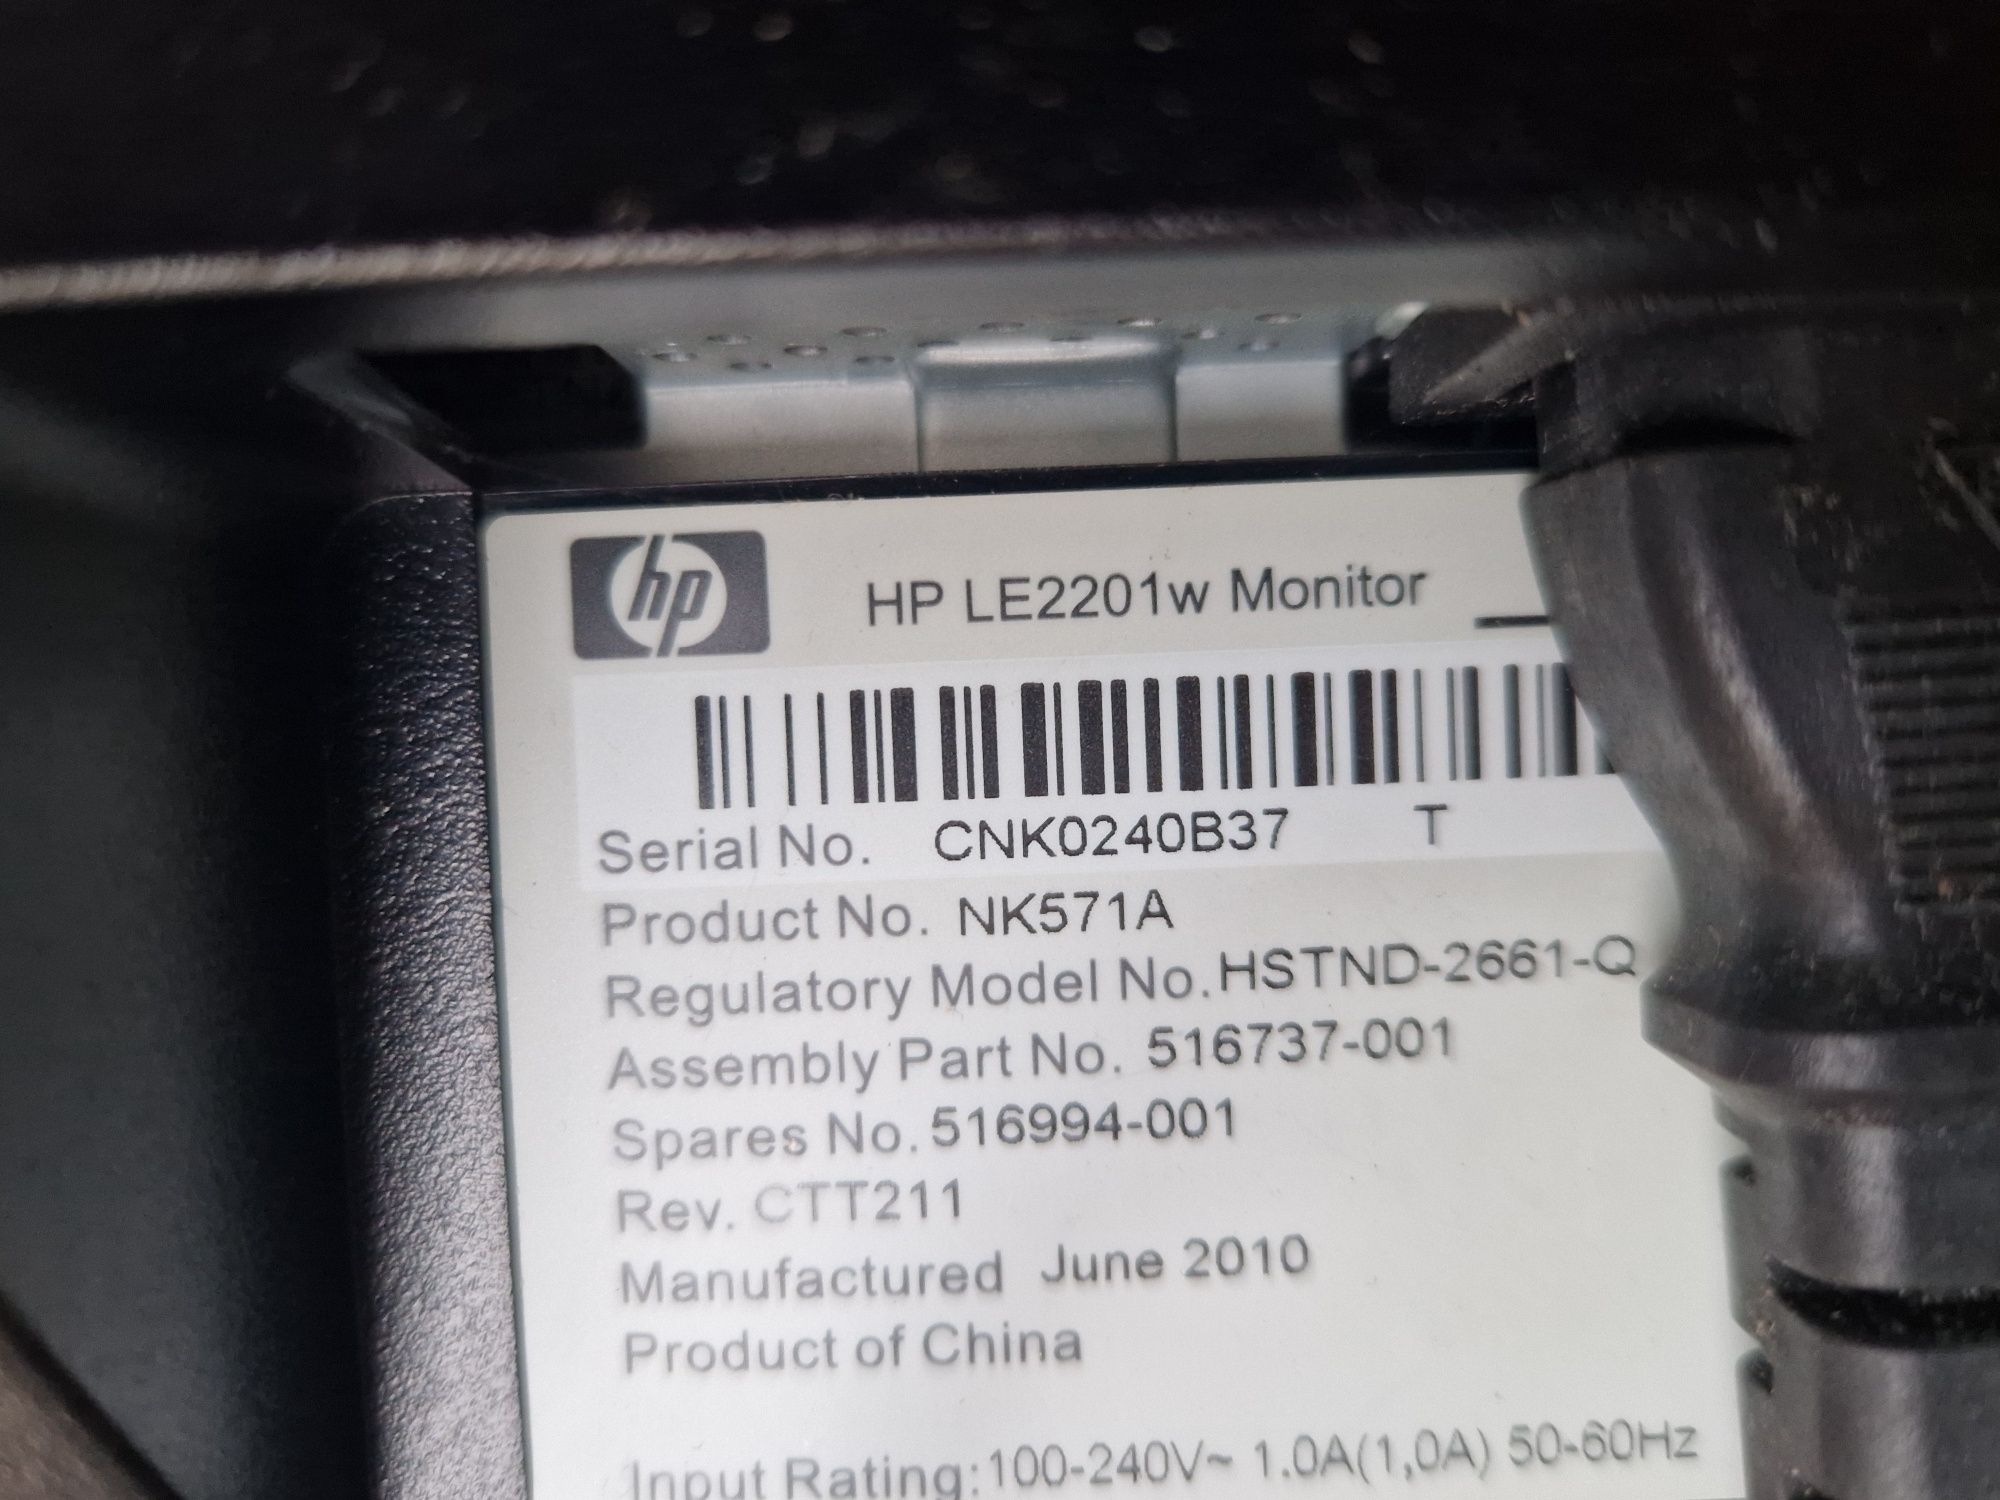 hp
HP LE2201w Monitor
Serial No. CNK0240B37 T
Product No. NK571A
Regulatory Model No. HSTND-2661-Q
Assembly Part No. 516737-001
Spares No. 516994-001
Rev. CTT211
Manufactured June 2010
Product of China
Input Rating: 100-240V~ 1.0A(1,0A) 50-60Hz